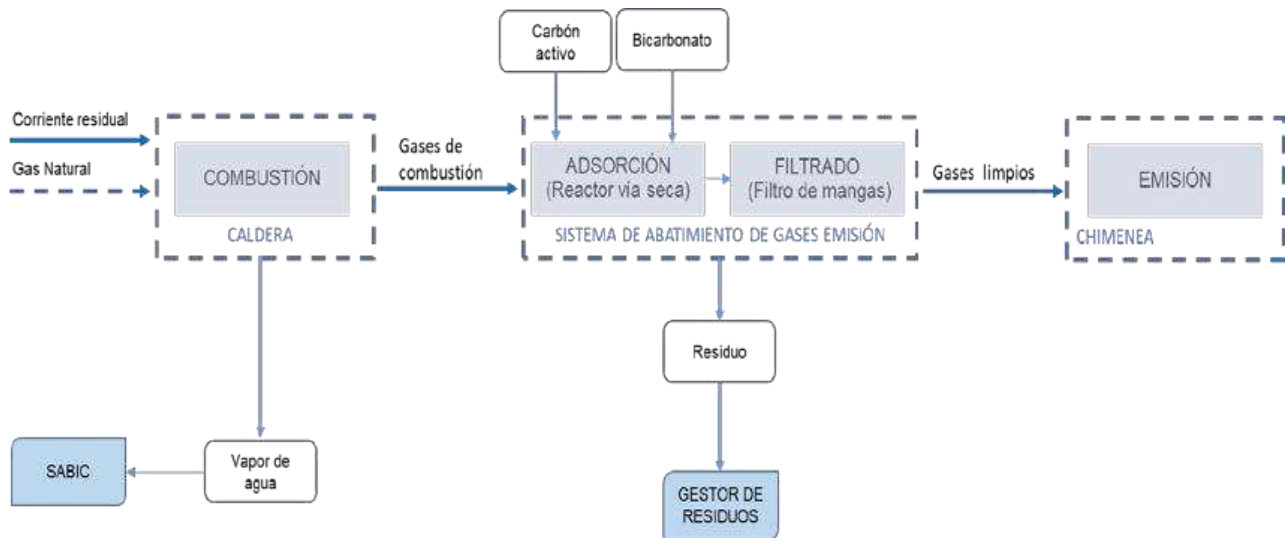 Carbón
activo
Bicarbonato
Corriente residual
Gas Natural
COMBUSTIÓN
CALDERA
Gases de
combustión
ADSORCIÓN
(Reactor vía seca)
FILTRADO
(Filtro de mangas)
SISTEMA DE ABATIMIENTO DE GASES EMISIÓN
Gases limpios
EMISIÓN
CHIMENEA
Residuo
SABIC
Vapor de
agua
GESTOR DE
RESIDUOS